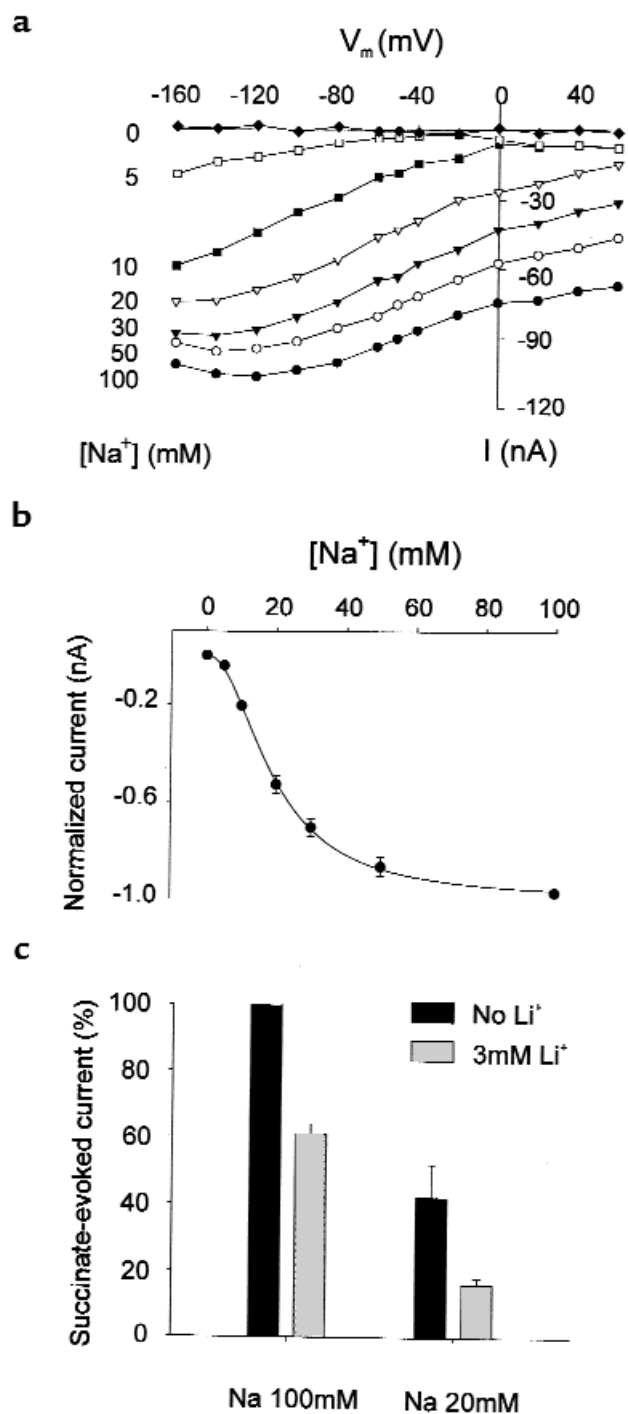 a
V_m (mV)
-160 -120 -80 -40 0 40
0
5
10
20
30
50
100
-30
-60
-90
-120
[Na⁺] (mM)
I (nA)
b
[Na⁺] (mM)
0 20 40 60 80 100
Normalized current (nA)
-0.2
-0.6
-1.0
c
Succinate-evoked current (%)
100
80
60
40
20
0
No Li⁺
3mM Li⁺
Na 100mM Na 20mM